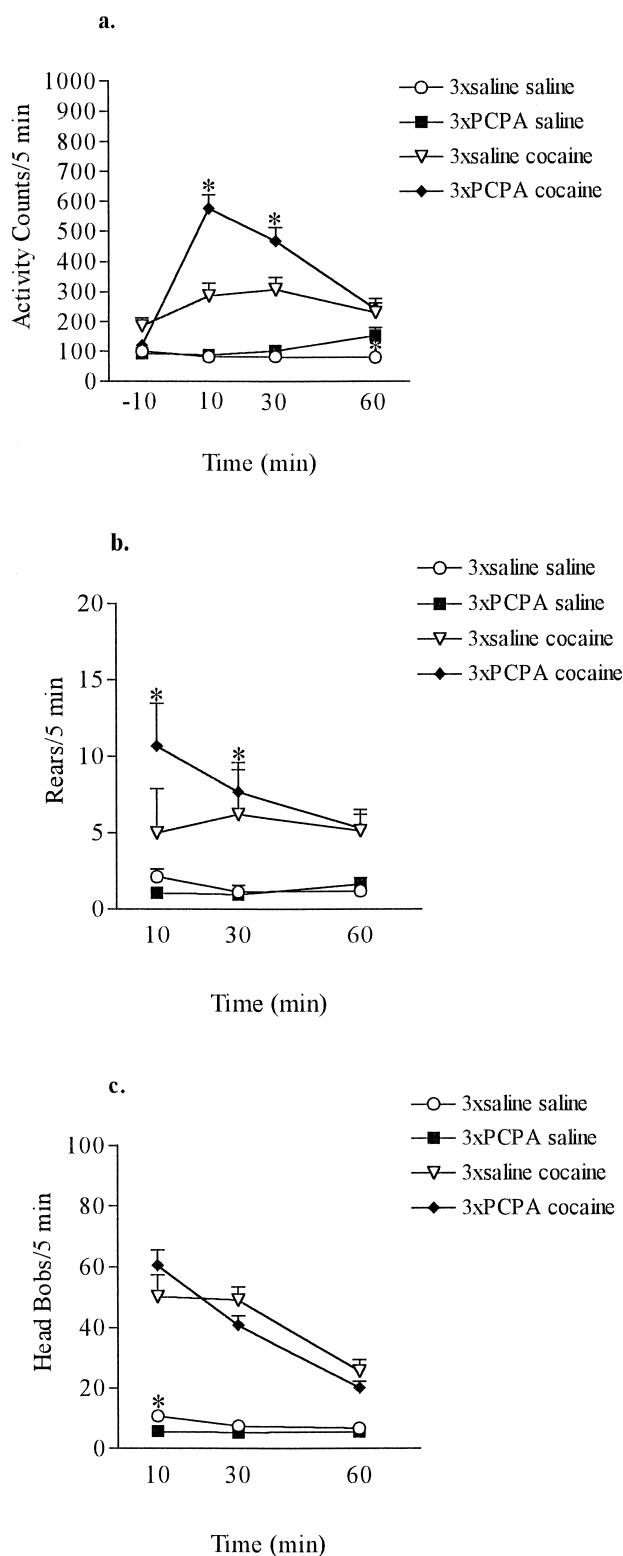 a.
1000
900
800
700
600
500
400
300
200
100
0
Activity Counts/5 min
-10 10 30 60
Time (min)
3xsaline saline
3xPCPA saline
3xsaline cocaine
3xPCPA cocaine
*
*
*
b.
20
15
10
5
0
Rears/5 min
10 30 60
Time (min)
3xsaline saline
3xPCPA saline
3xsaline cocaine
3xPCPA cocaine
*
*
c.
100
80
60
40
20
0
Head Bobs/5 min
10 30 60
Time (min)
3xsaline saline
3xPCPA saline
3xsaline cocaine
3xPCPA cocaine
*